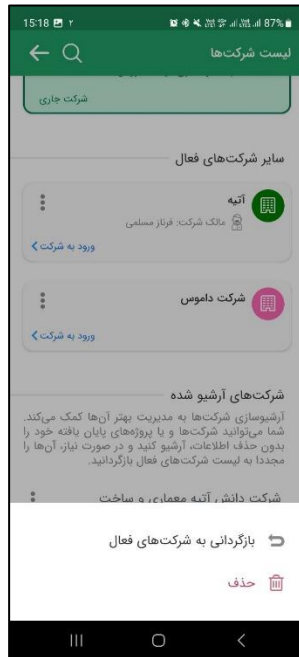 15:18 ۲ 87%
لیست شرکت‌ها
شرکت جاری
سایر شرکت‌های فعال
آتیه
مالک شرکت: فرناز مسلمی
ورود به شرکت
شرکت داموس
ورود به شرکت
شرکت‌های آرشیو شده
آرشیوسازی شرکت‌ها به مدیریت بهتر آن‌ها کمک می‌کند.
شما می‌توانید شرکت‌ها و یا پروژه‌های پایان یافته خود را
بدون حذف اطلاعات، آرشیو کنید و در صورت نیاز، آن‌ها را
مجددا به لیست شرکت‌های فعال بازگردانید.
شرکت دانش آتیه معماری و ساخت
بازگردانی به شرکت‌های فعال
حذف